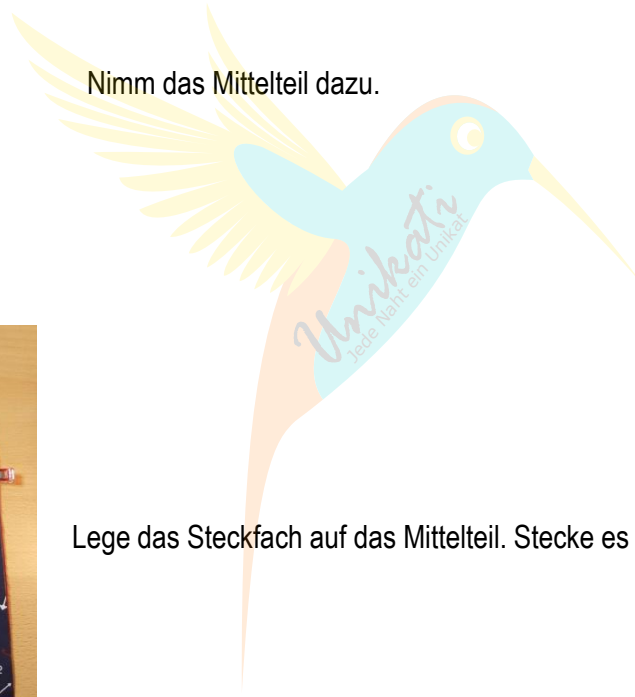 Nimm das Mittelteil dazu.
Unikati
Jede Naht ein Unikat
Lege das Steckfach auf das Mittelteil. Stecke es